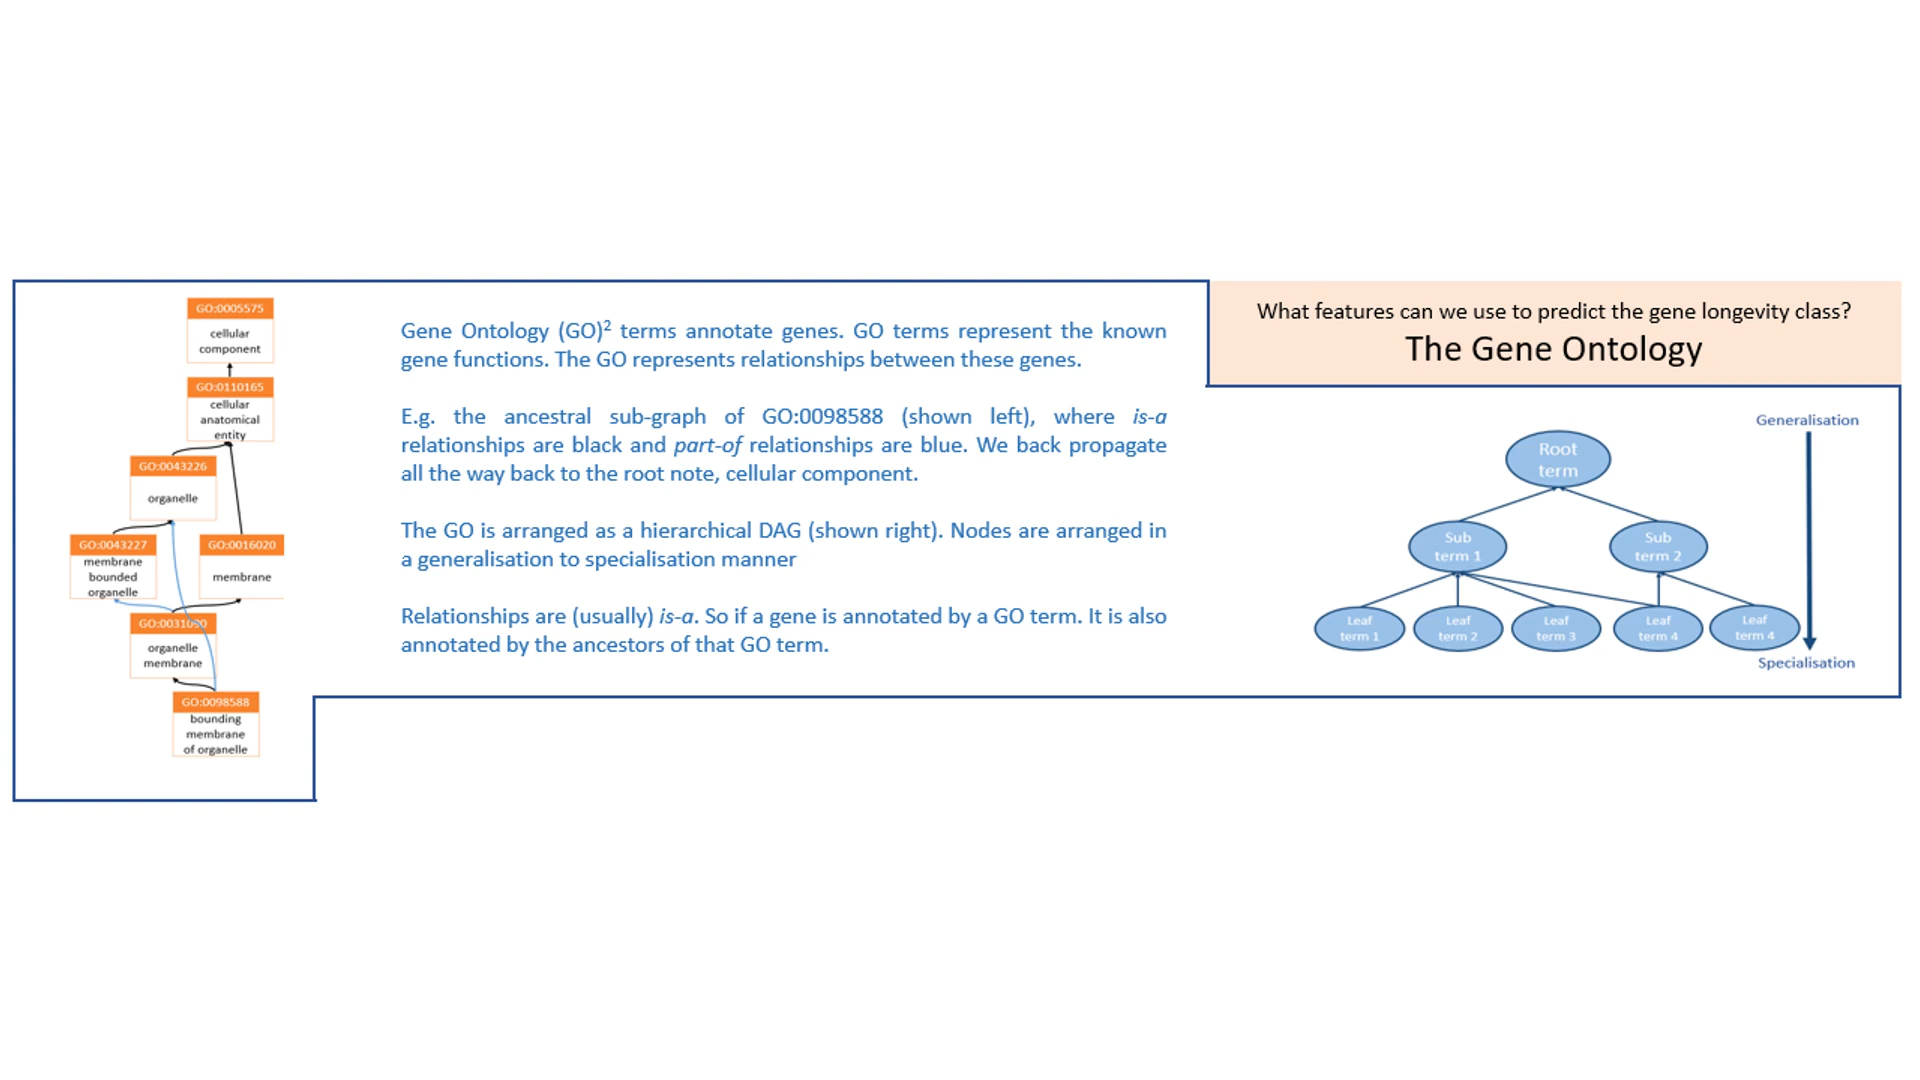 GO:0005575
cellular
component
GO:0110165
cellular
anatomical
entity
GO:0043226
organelle
GO:0043227
membrane
bounded
organelle
GO:0016020
membrane
GO:0031090
organelle
membrane
GO:0098588
bounding
membrane
of organelle
Gene Ontology (GO)2 terms annotate genes. GO terms represent the known
gene functions. The GO represents relationships between these genes.
E.g. the ancestral sub-graph of GO:0098588 (shown left), where is-a
relationships are black and part-of relationships are blue. We back propagate
all the way back to the root note, cellular component.
The GO is arranged as a hierarchical DAG (shown right). Nodes are arranged in
a generalisation to specialisation manner
Relationships are (usually) is-a. So if a gene is annotated by a GO term. It is also
annotated by the ancestors of that GO term.
What features can we use to predict the gene longevity class?
The Gene Ontology
Generalisation
Root
term
Sub
term 1
Sub
term 2
Leaf
term 1
Leaf
term 2
Leaf
term 3
Leaf
term 4
Leaf
term 4
Specialisation